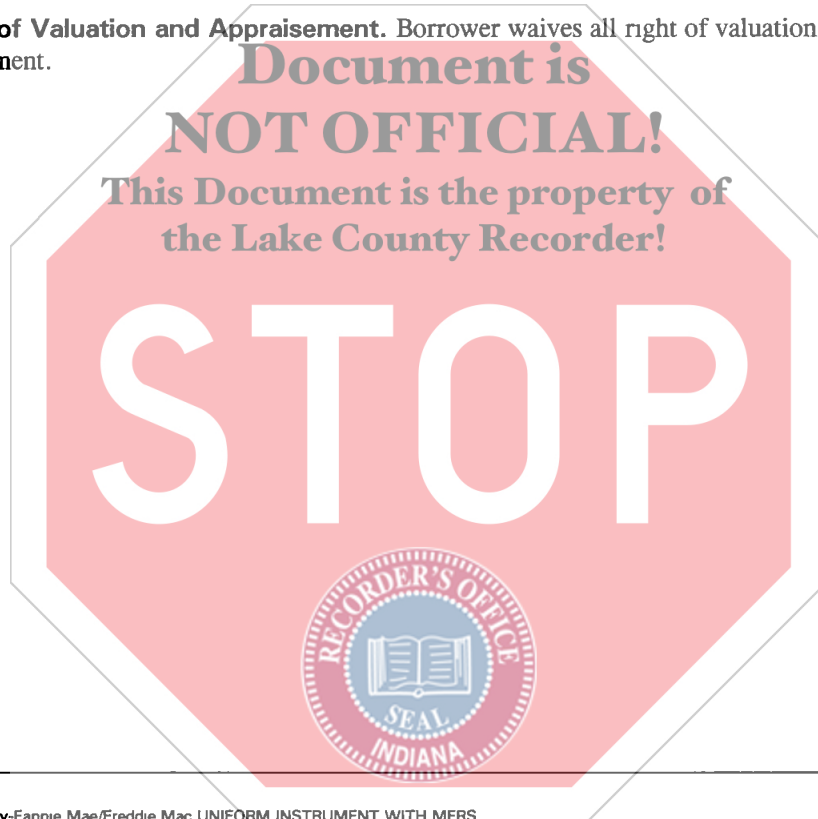 of Valuation and Appraisement. Borrower waives all right of valuation
nent.
Document is
NOT OFFICIAL!
This Document is the property of
the Lake County Recorder!
STOP
RECORDER'S OFFICE
SEAL
INDIANA
y-Fannie Mae/Freddie Mac UNIFORM INSTRUMENT WITH MERS